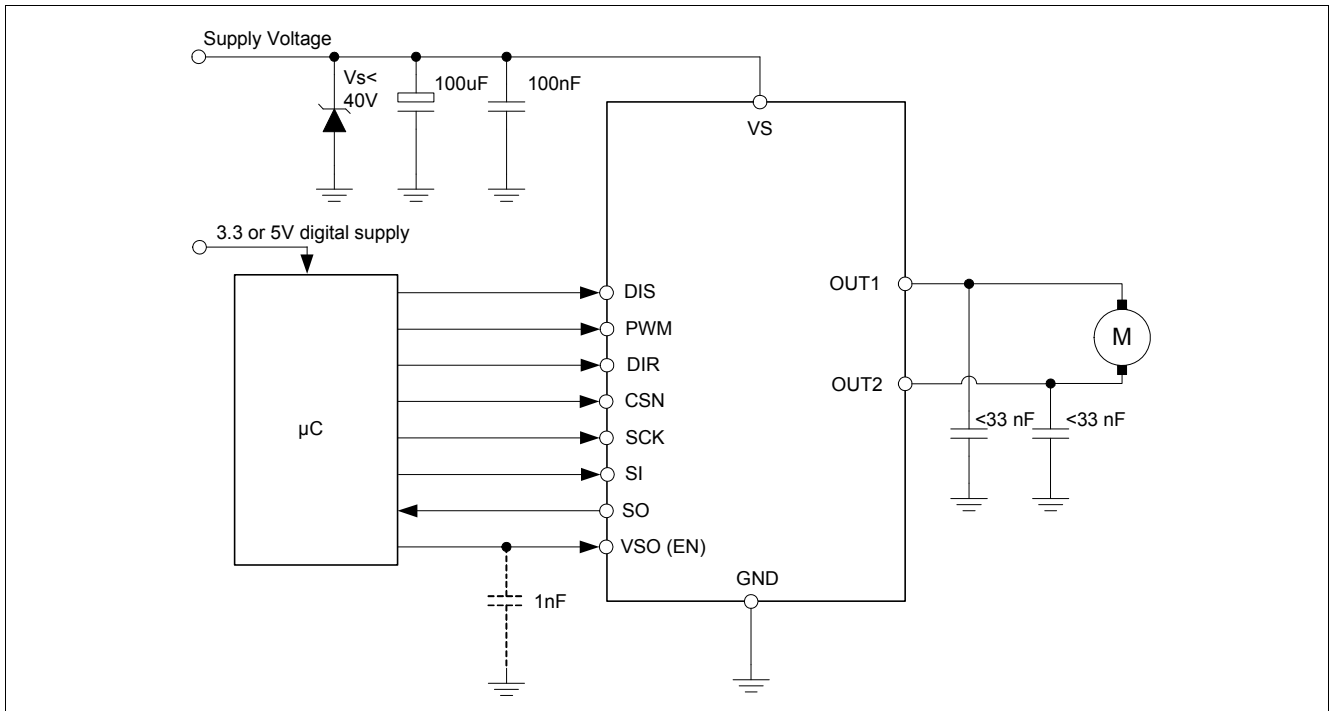 Supply Voltage
Vs<
40V
100uF
100nF
VS
3.3 or 5V digital supply
µC
DIS
PWM
DIR
CSN
SCK
SI
SO
VSO (EN)
1nF
GND
OUT1
OUT2
M
<33 nF
<33 nF